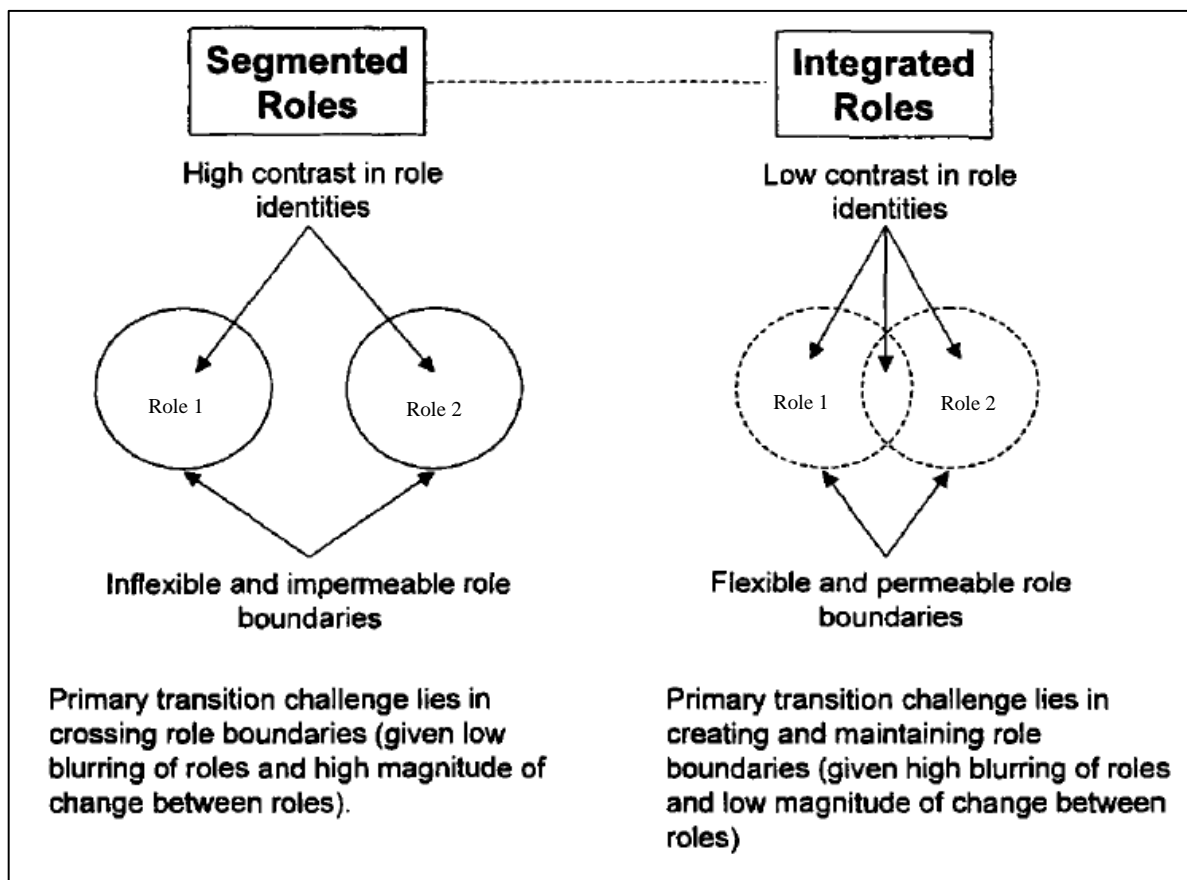 Segmented
Roles
High contrast in role
identities
Role 1
Role 2
Inflexible and impermeable role
boundaries
Primary transition challenge lies in
crossing role boundaries (given low
blurring of roles and high magnitude of
change between roles).
Integrated
Roles
Low contrast in role
identities
Role 1
Role 2
Flexible and permeable role
boundaries
Primary transition challenge lies in
creating and maintaining role
boundaries (given high blurring of roles
and low magnitude of change between
roles)